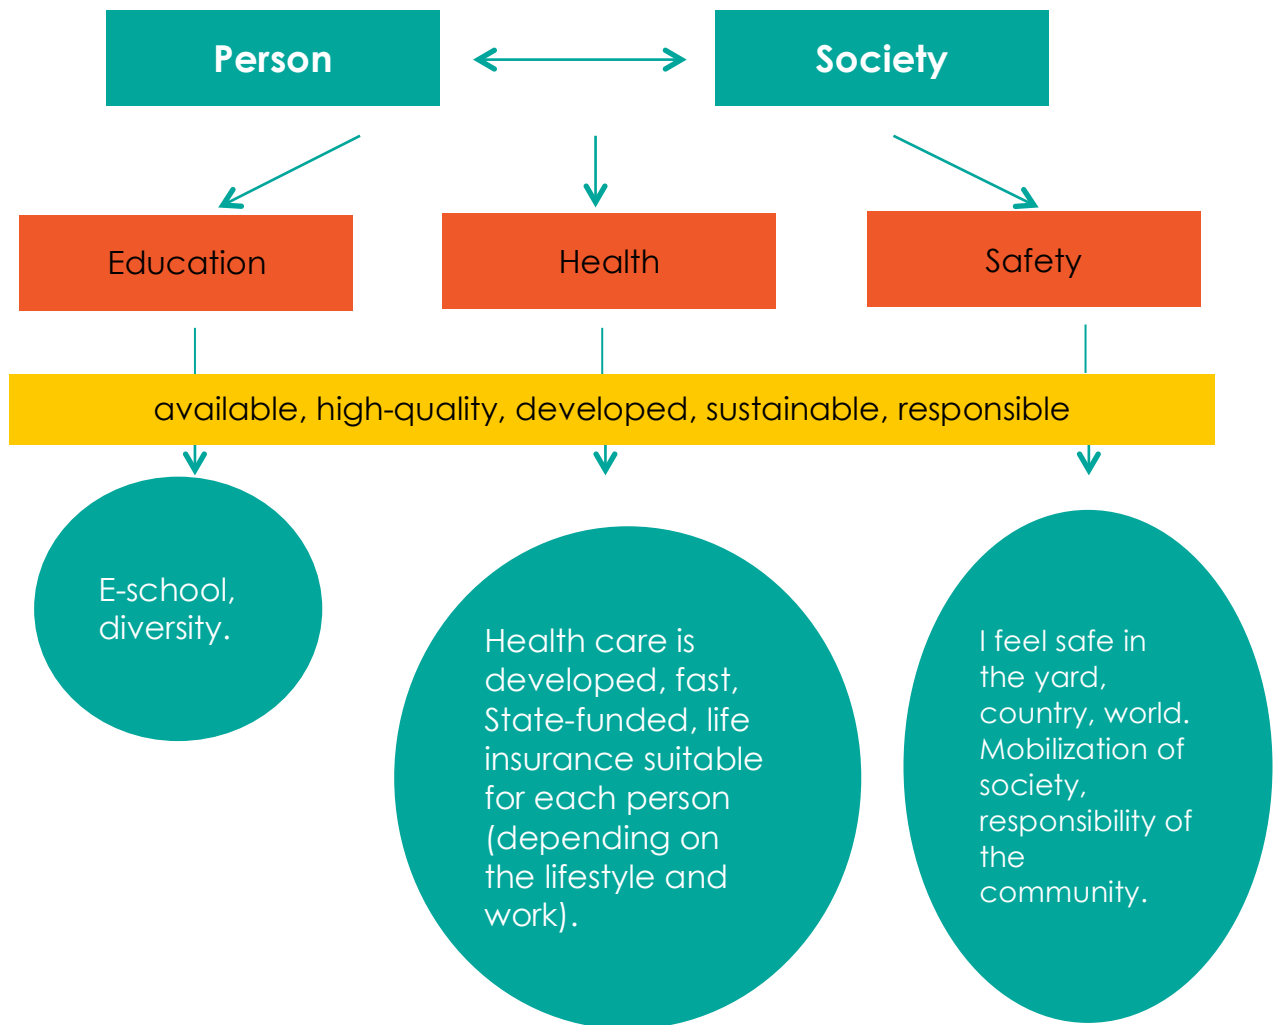 Person
Society
Education
Health
Safety
available, high-quality, developed, sustainable, responsible
E-school,
diversity.
Health care is
developed, fast,
State-funded, life
insurance suitable
for each person
(depending on
the lifestyle and
work).
I feel safe in
the yard,
country, world.
Mobilization of
society,
responsibility of
the
community.